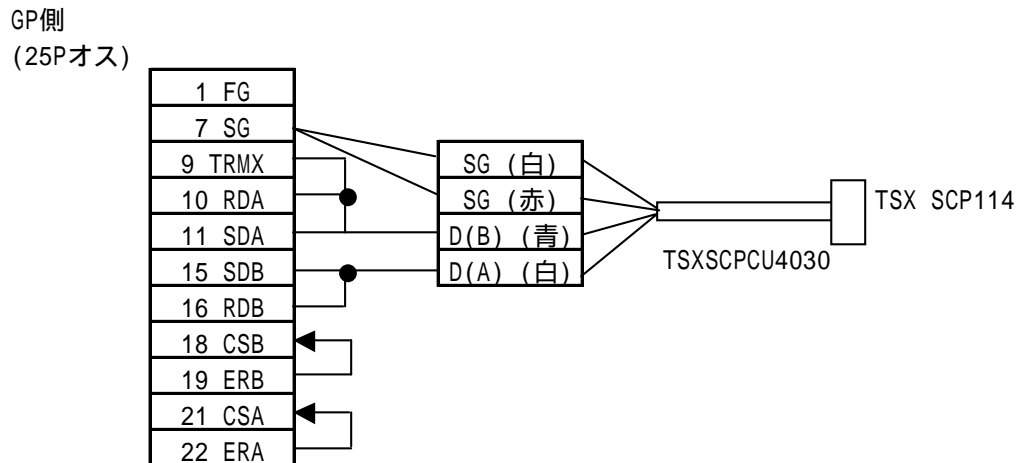 GP側
(25Pオス)
1 FG
7 SG
9 TRMX
10 RDA
11 SDA
15 SDB
16 RDB
18 CSB
19 ERB
21 CSA
22 ERA
SG (白)
SG (赤)
D(B) (青)
D(A) (白)
TSXSCPCU4030
TSX SCP114